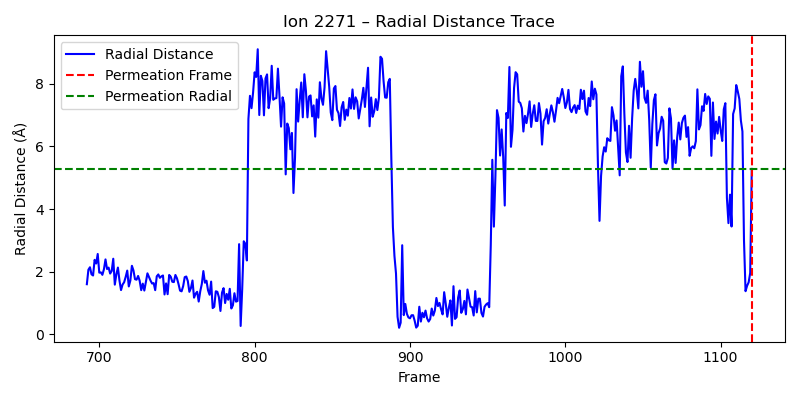 Ion 2271 – Radial Distance Trace
Radial Distance
Permeation Frame
Permeation Radial
Radial Distance (Å)
8
6
4
2
0
700
800
900
1000
1100
Frame